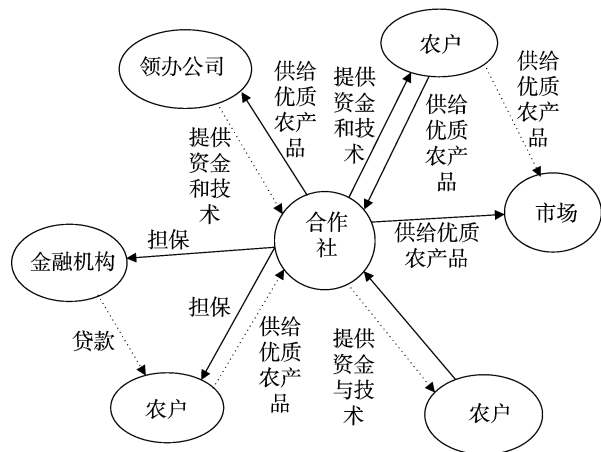 领办公司
供给
优质
农产
品
提供
资金
和技
术
农户
供给
优质
农产
品
提供
资金
和技
术
供给
优质
农产
品
合作
社
市场
供给优质
农产品
金融机构
担保
担保
贷款
供给
优质
农产
品
提供
资金
与技
术
农户
农户